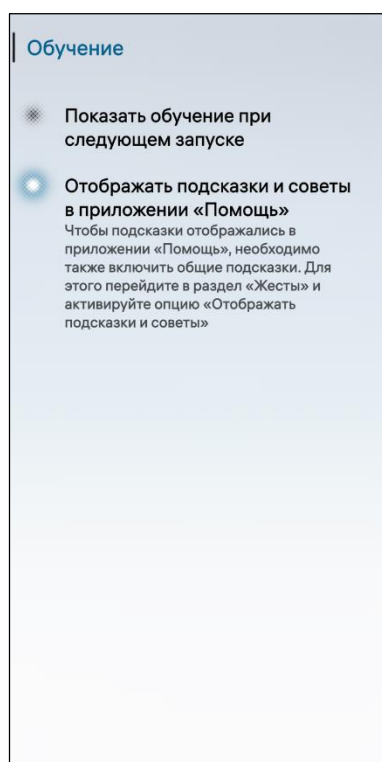 Обучение
Показать обучение при
следующем запуске
Отображать подсказки и советы
в приложении «Помощь»
Чтобы подсказки отображались в
приложении «Помощь», необходимо
также включить общие подсказки. Для
этого перейдите в раздел «Жесты» и
активируйте опцию «Отображать
подсказки и советы»